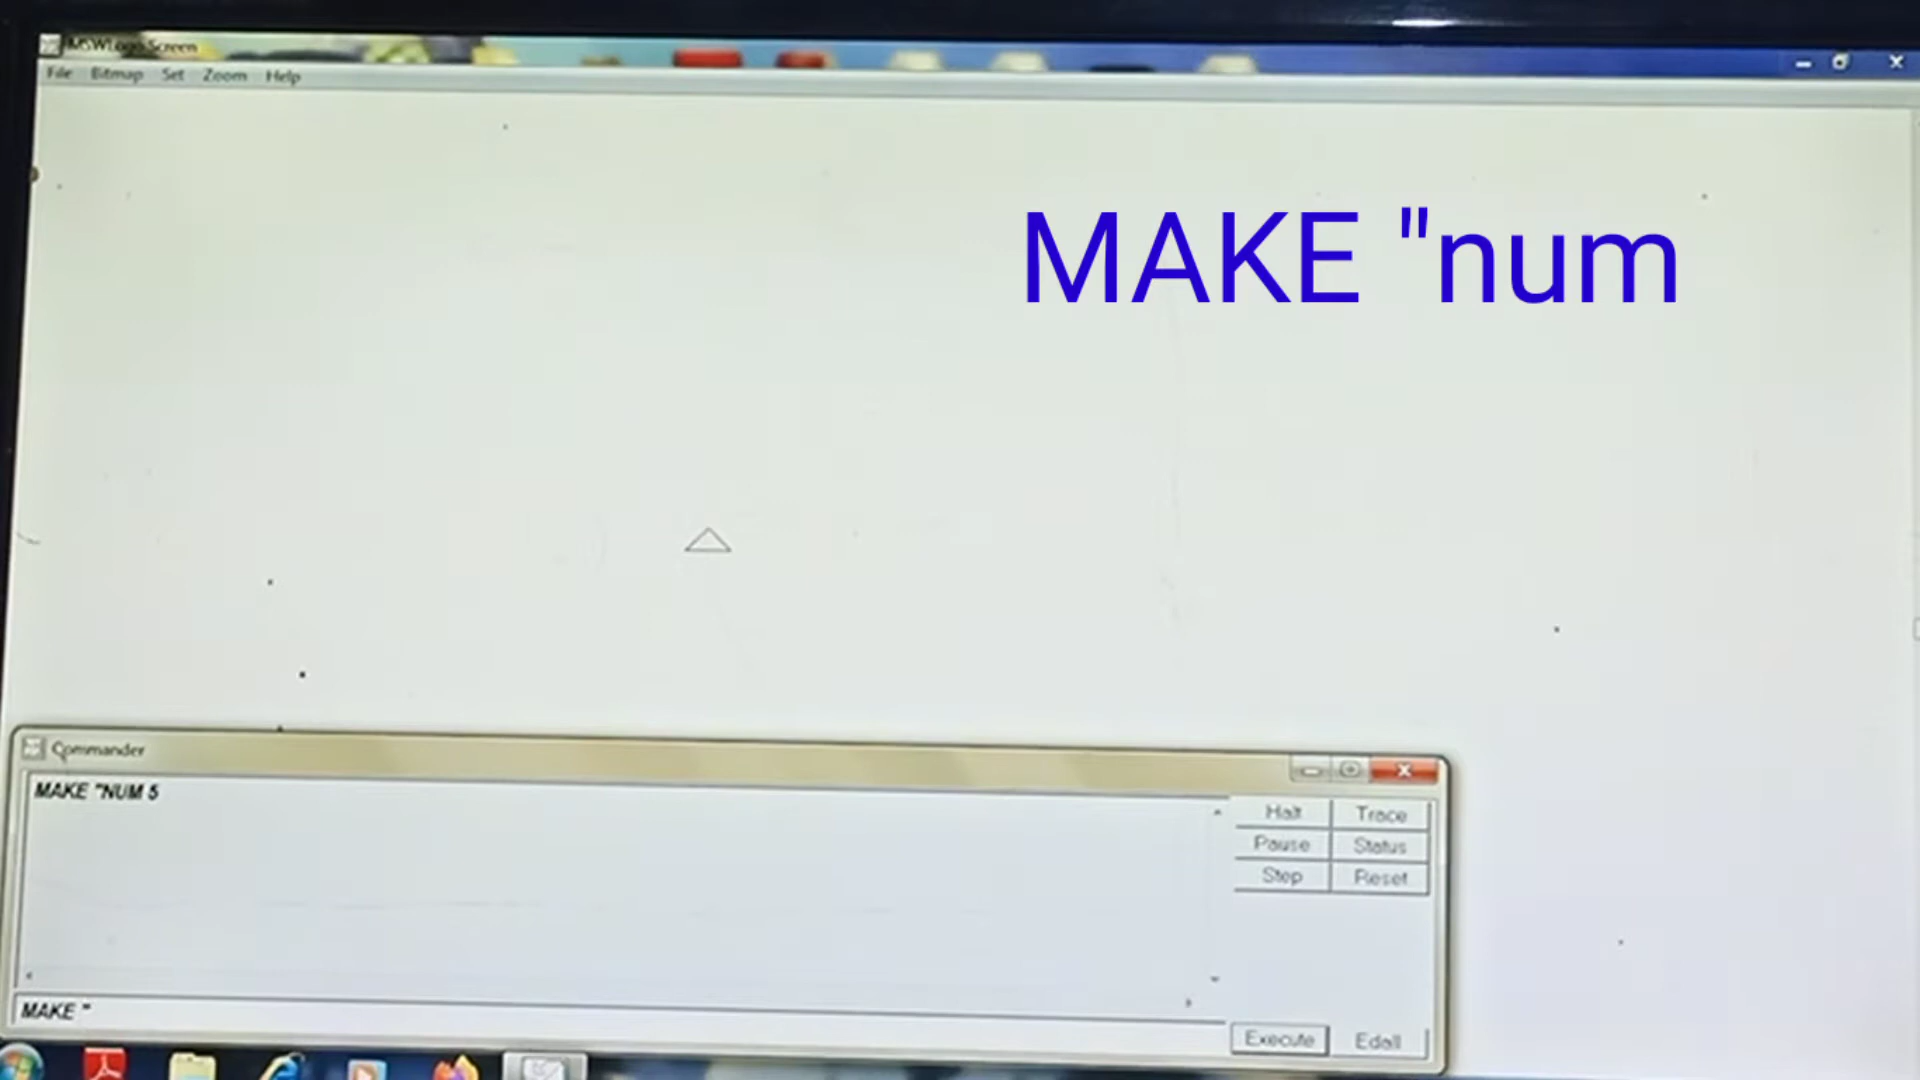 MSWLogo Screen
File Bitmap Set Zoom Help
MAKE "num
Commander
MAKE "NUM 5
Halt Trace
Pause Status
Step Reset
MAKE "
Execute Edall